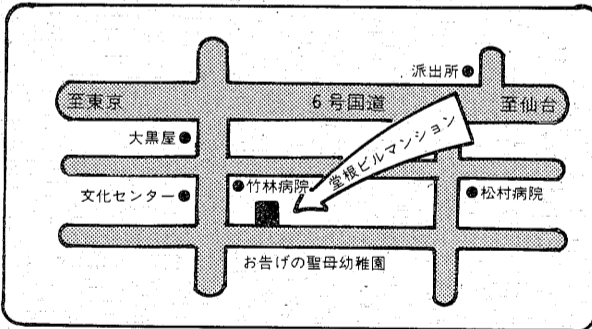 派出所
至東京
6号国道
至仙台
大黒屋
堂根ビルマンション
竹林病院
文化センター
松村病院
お告げの聖母幼稚園